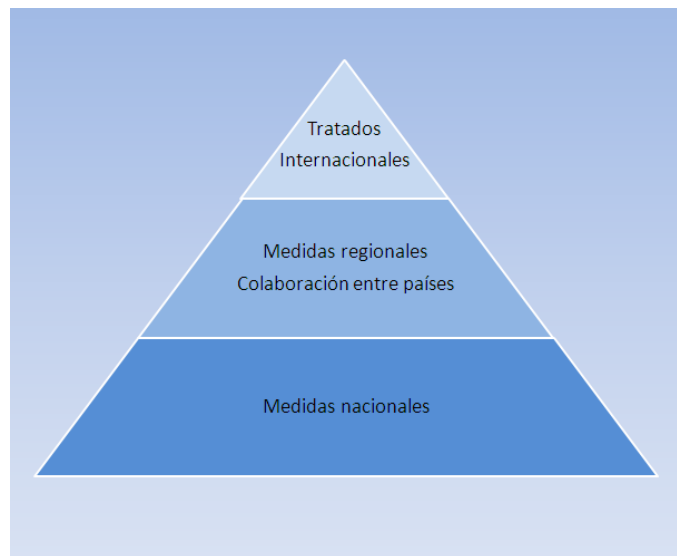 Tratados
Internacionales
Medidas regionales
Colaboración entre países
Medidas nacionales